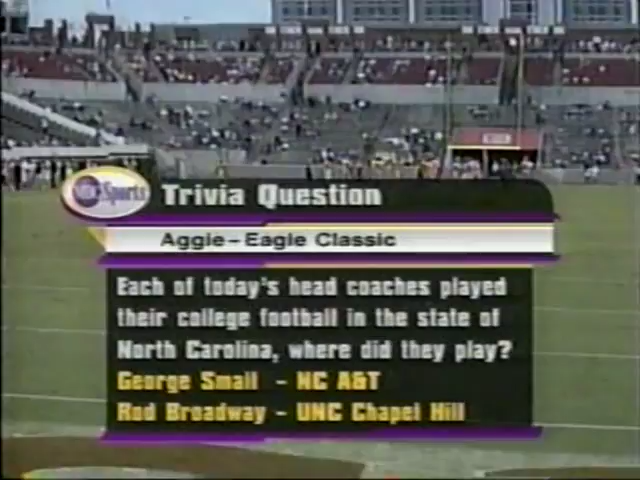 Sports
Trivia Question
Aggie-Eagle Classic
Each of today's head coaches played
their college football in the state of
North Carolina, where did they play?
George Small - NC A&T
Rod Broadway - UNC Chapel Hill